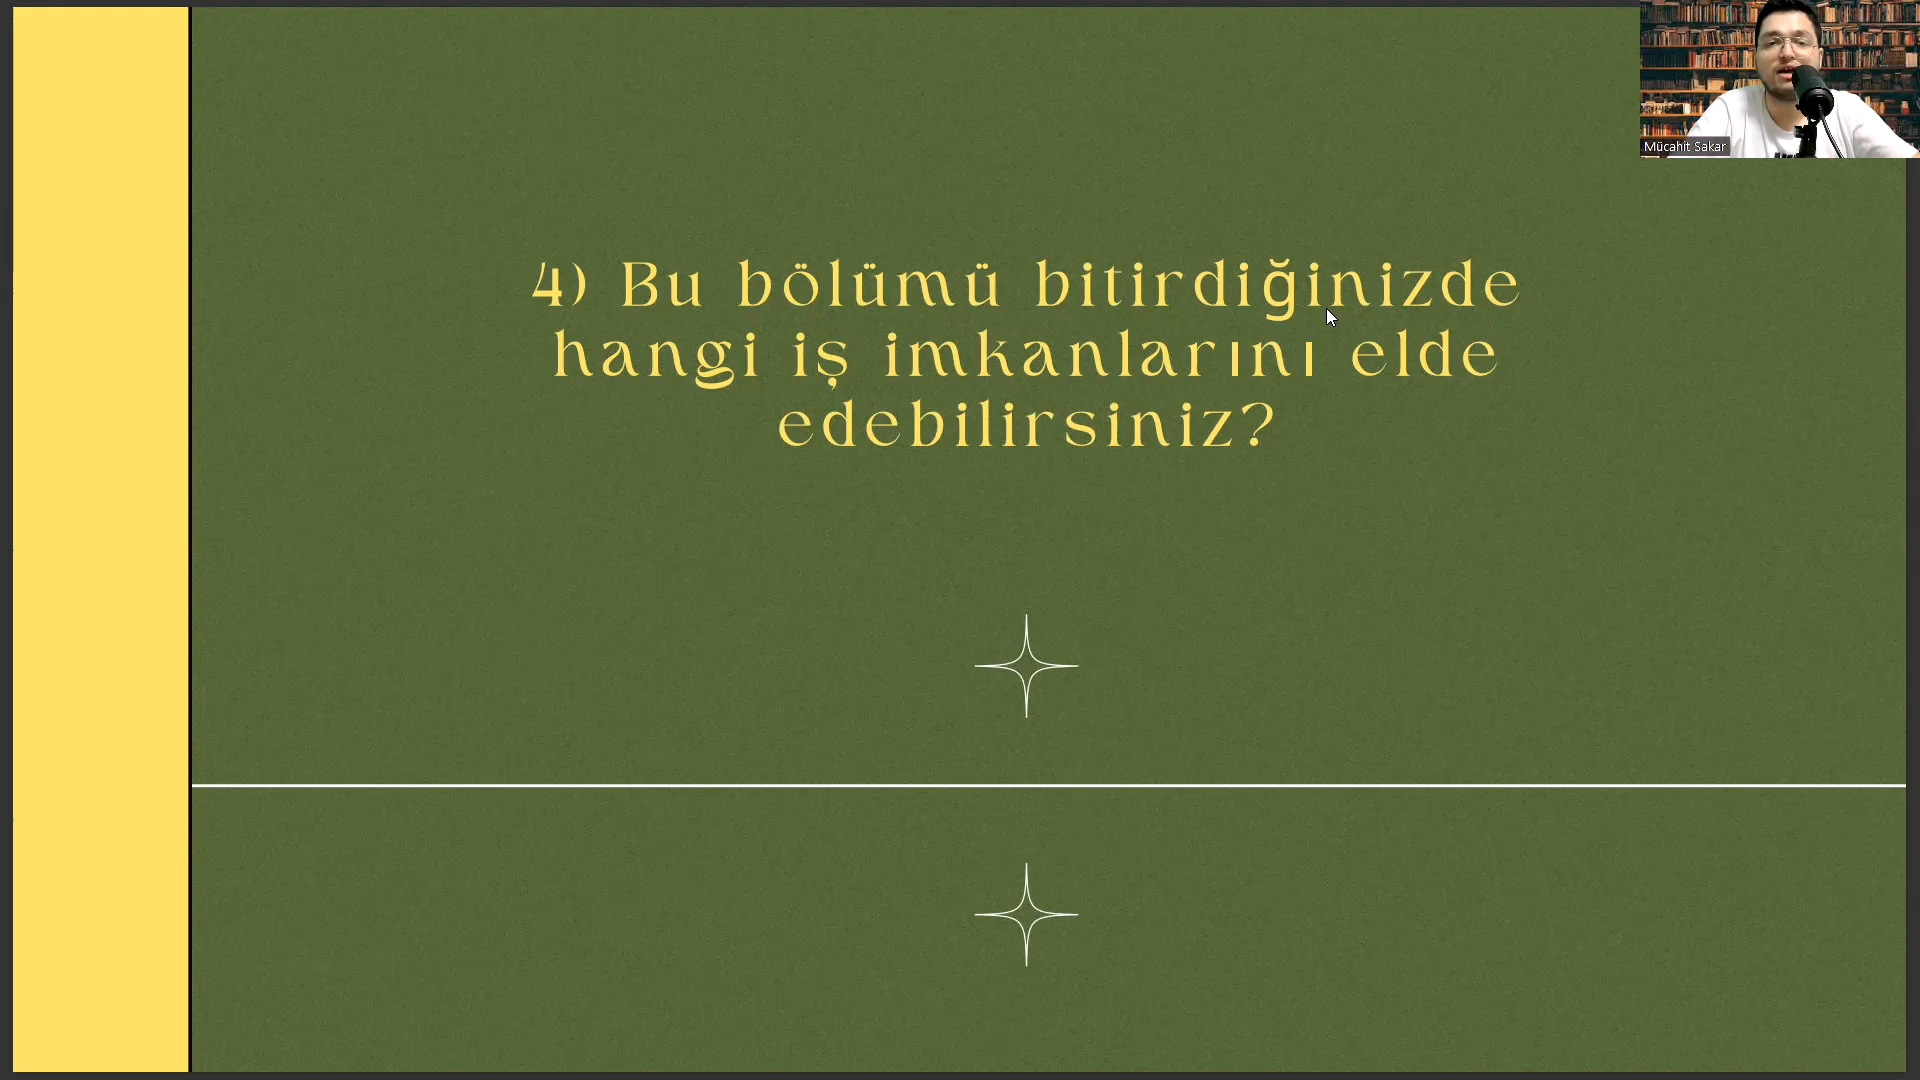 4) Bu bölümü bitirdiğinizde
hangi iş imkanlarını elde
edebilirsiniz?
Mücahit Sakar